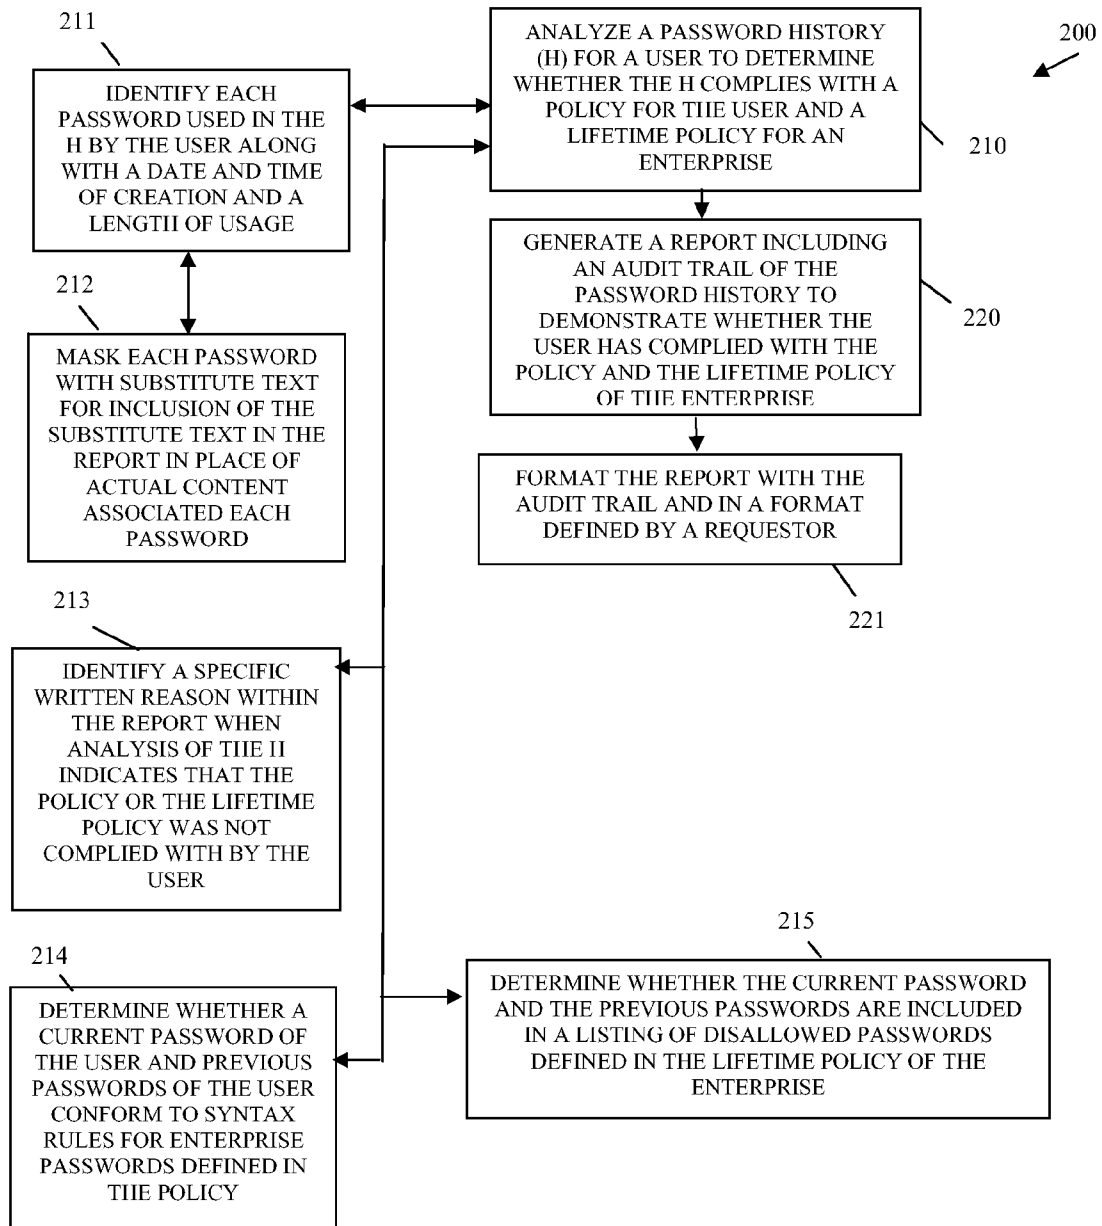 211
IDENTIFY EACH
PASSWORD USED IN THE
H BY THE USER ALONG
WITH A DATE AND TIME
OF CREATION AND A
LENGTH OF USAGE
ANALYZE A PASSWORD HISTORY
(H) FOR A USER TO DETERMINE
WHETHER THE H COMPLIES WITH A
POLICY FOR THE USER AND A
LIFETIME POLICY FOR AN
ENTERPRISE
200
210
212
MASK EACH PASSWORD
WITH SUBSTITUTE TEXT
FOR INCLUSION OF THE
SUBSTITUTE TEXT IN THE
REPORT IN PLACE OF
ACTUAL CONTENT
ASSOCIATED EACH
PASSWORD
GENERATE A REPORT INCLUDING
AN AUDIT TRAIL OF THE
PASSWORD HISTORY TO
DEMONSTRATE WHETHER THE
USER HAS COMPLIED WITH THE
POLICY AND THE LIFETIME POLICY
OF THE ENTERPRISE
220
FORMAT THE REPORT WITH THE
AUDIT TRAIL AND IN A FORMAT
DEFINED BY A REQUESTOR
221
213
IDENTIFY A SPECIFIC
WRITTEN REASON WITHIN
THE REPORT WHEN
ANALYSIS OF THE H
INDICATES THAT THE
POLICY OR THE LIFETIME
POLICY WAS NOT
COMPLIED WITH BY THE
USER
214
DETERMINE WHETHER A
CURRENT PASSWORD OF
THE USER AND PREVIOUS
PASSWORDS OF THE USER
CONFORM TO SYNTAX
RULES FOR ENTERPRISE
PASSWORDS DEFINED IN
THE POLICY
215
DETERMINE WHETHER THE CURRENT PASSWORD
AND THE PREVIOUS PASSWORDS ARE INCLUDED
IN A LISTING OF DISALLOWED PASSWORDS
DEFINED IN THE LIFETIME POLICY OF THE
ENTERPRISE